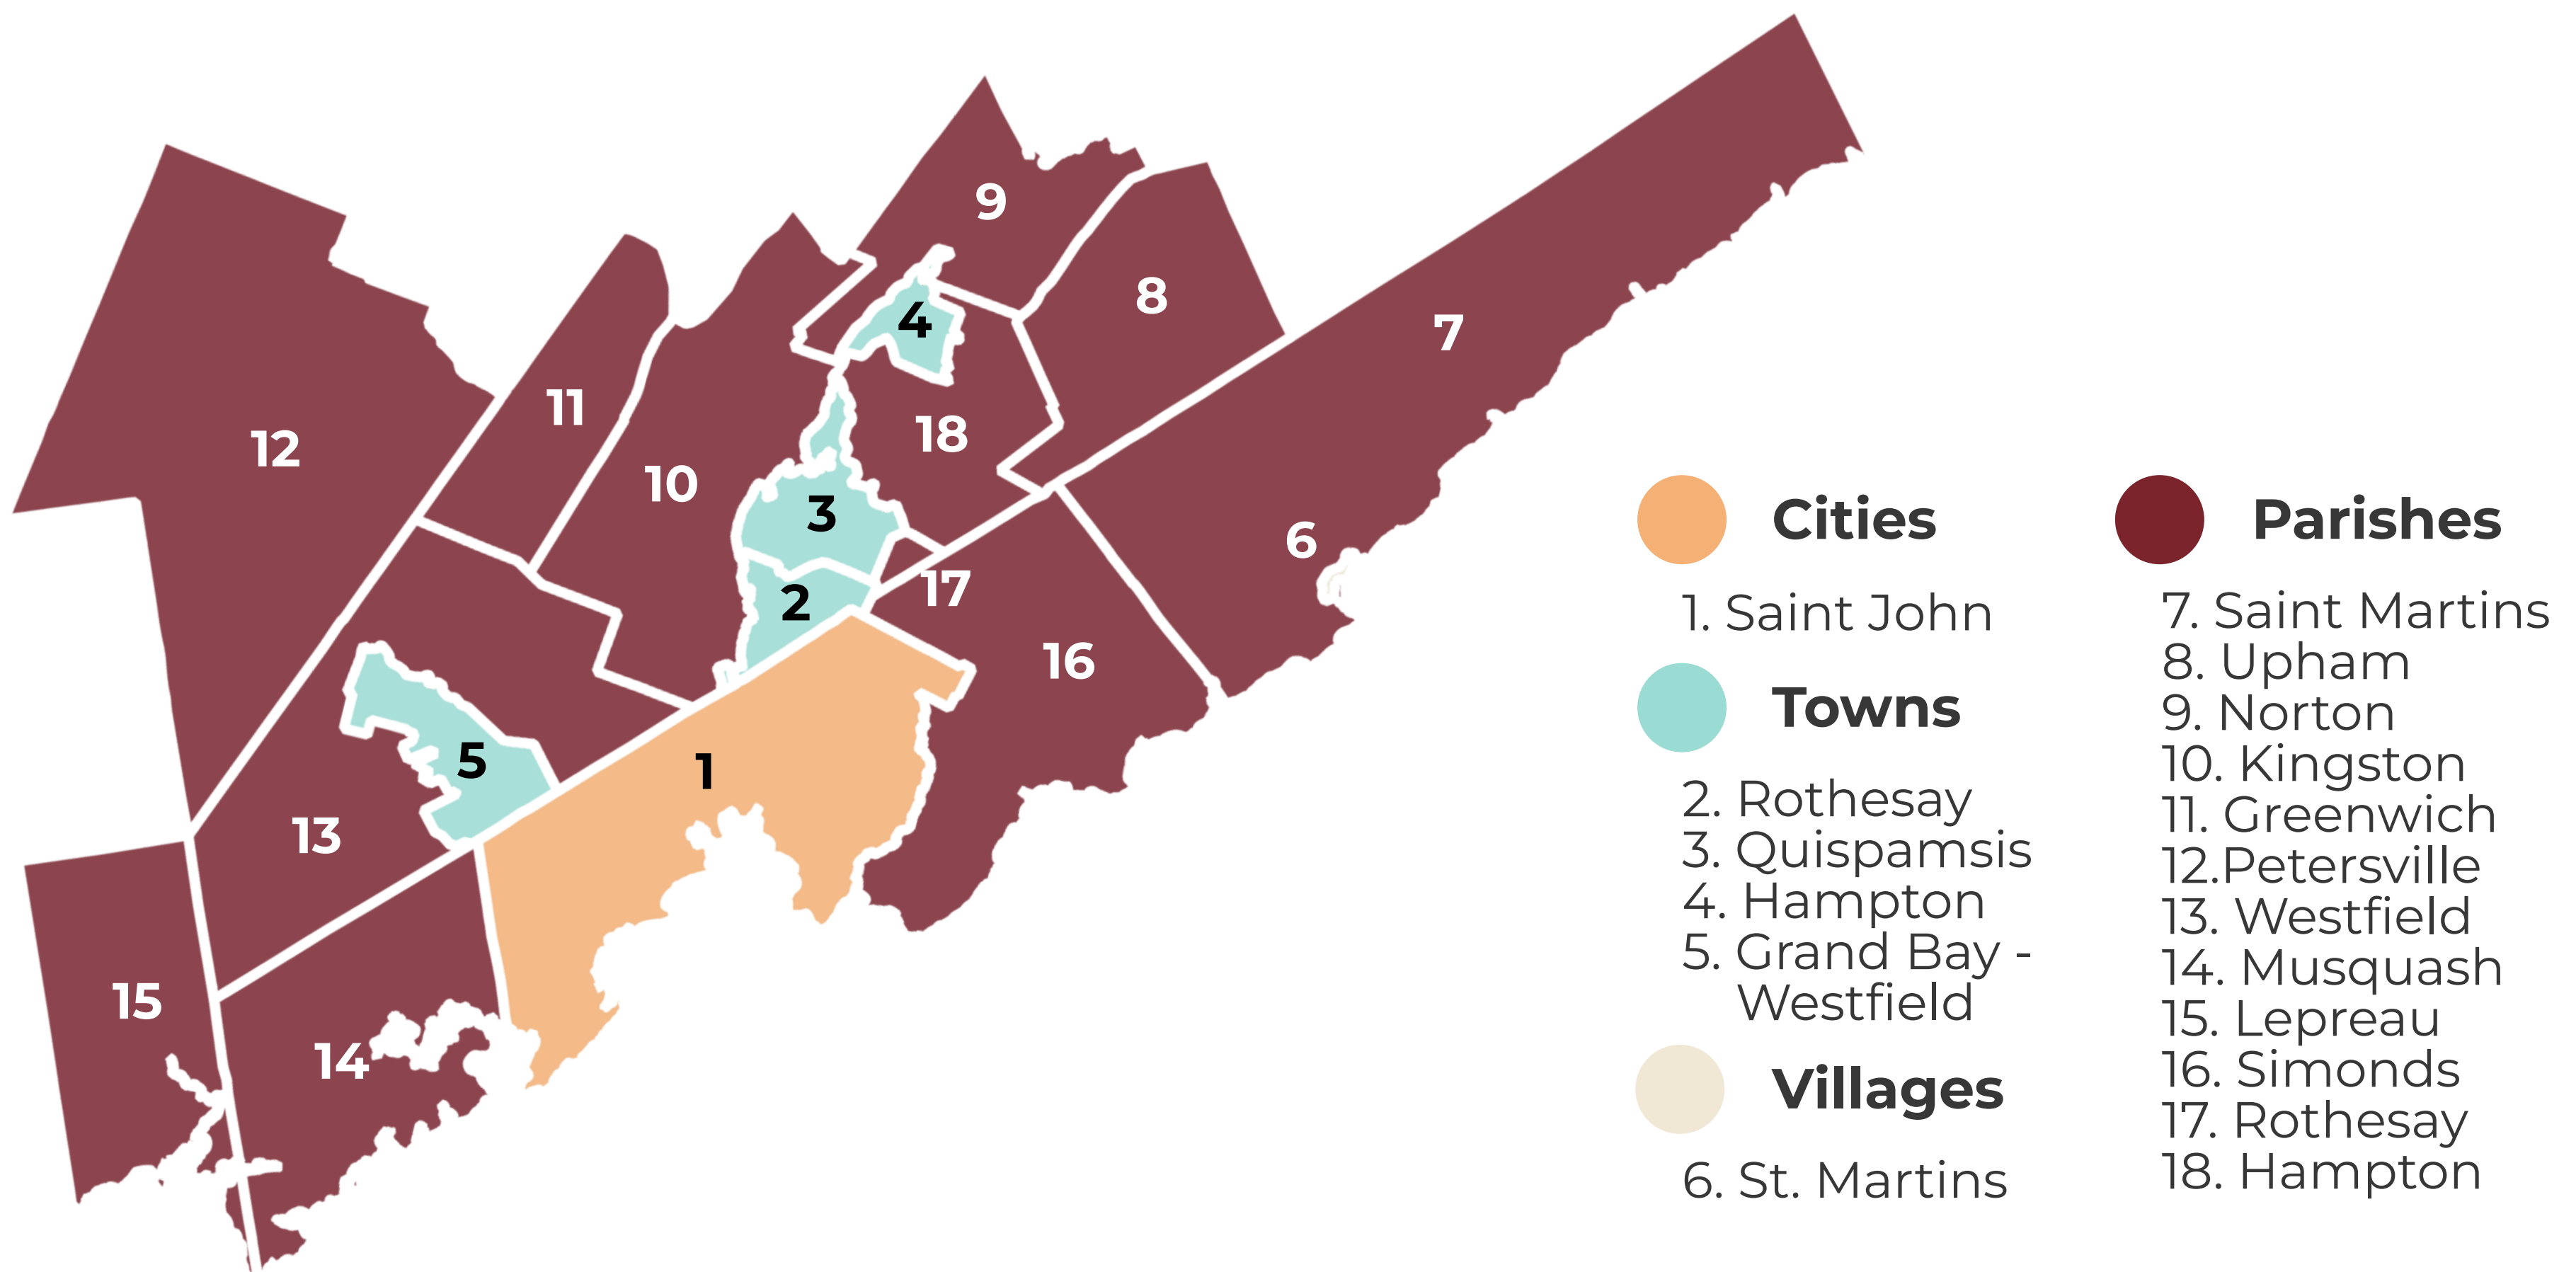 9
8
4
7
11
18
12
10
3
6
2
17
16
5
1
13
15
14
Cities
1. Saint John
Towns
2. Rothesay
3. Quispamsis
4. Hampton
5. Grand Bay -
Westfield
Villages
6. St. Martins
Parishes
7. Saint Martins
8. Upham
9. Norton
10. Kingston
11. Greenwich
12.Petersville
13. Westfield
14. Musquash
15. Lepreau
16. Simonds
17. Rothesay
18. Hampton